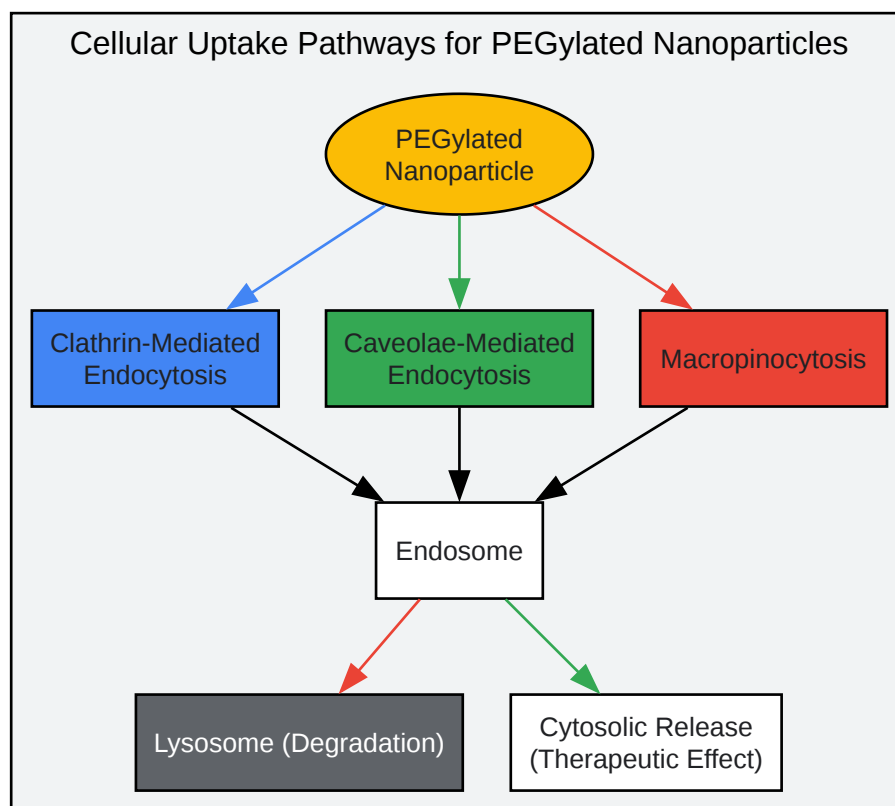 Cellular Uptake Pathways for PEGylated Nanoparticles
PEGylated
Nanoparticle
Clathrin-Mediated
Endocytosis
Caveolae-Mediated
Endocytosis
Macropinocytosis
Endosome
Lysosome (Degradation)
Cytosolic Release
(Therapeutic Effect)